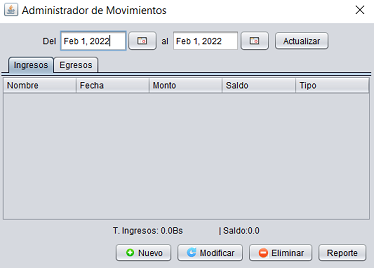 Administrador de Movimientos
Del Feb 1, 2022 al Feb 1, 2022 Actualizar
Ingresos Egresos
Nombre Fecha Monto Saldo Tipo
T. Ingresos: 0.0Bs | Saldo:0.0
Nuevo Modificar Eliminar Reporte